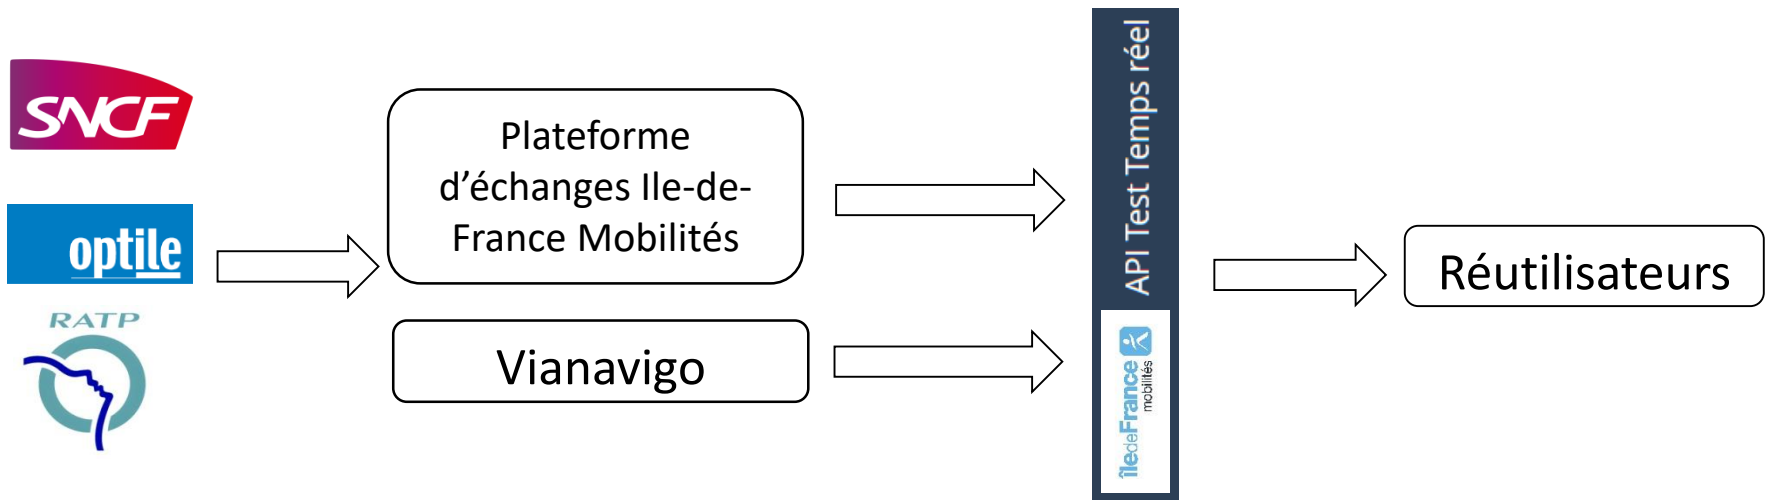 SNCF
optile
RATP
Plateforme
d’échanges Ile-de-
France Mobilités
Vianavigo
API Test Temps réel
îledeFrance
mobilités
Réutilisateurs